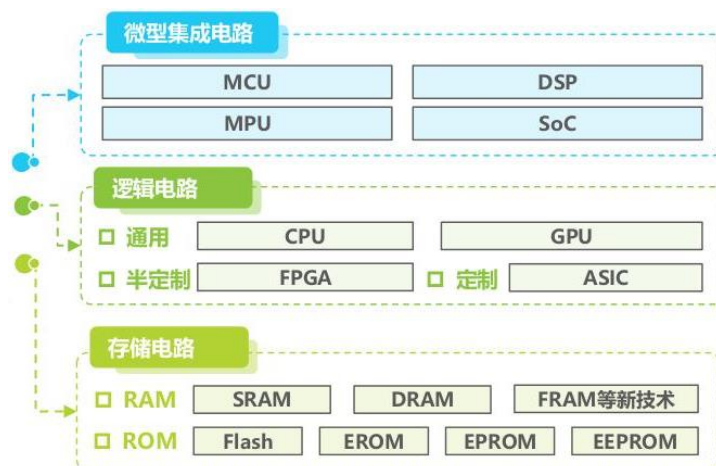 微型集成电路
MCU DSP
MPU SoC
逻辑电路
通用 CPU GPU
半定制 FPGA 定制 ASIC
存储电路
RAM SRAM DRAM FRAM等新技术
ROM Flash EROM EPROM EEPROM